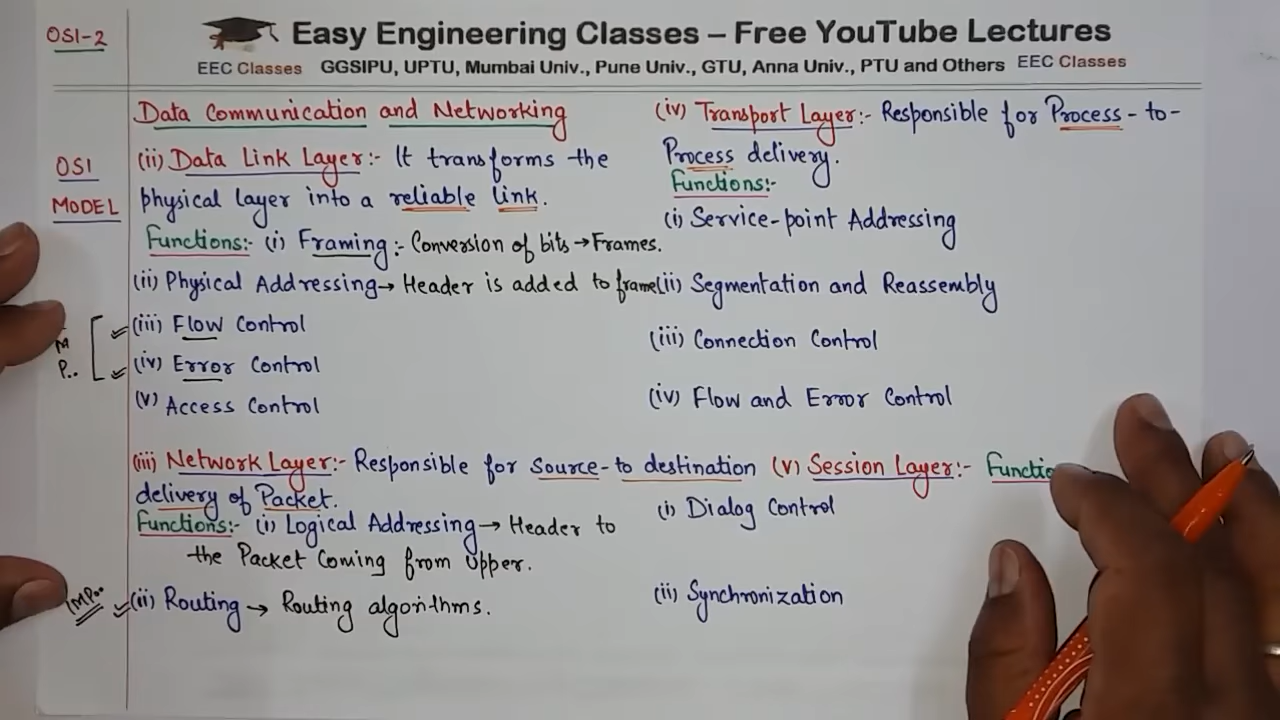 OSI-2
Easy Engineering Classes – Free YouTube Lectures
EEC Classes GGSIPU, UPTU, Mumbai Univ., Pune Univ., GTU, Anna Univ., PTU and Others EEC Classes
OSI
MODEL
Data Communication and Networking
(ii) Data Link Layer:- It transforms the
physical layer into a reliable link.
Functions:- (i) Framing:- Conversion of bits → Frames.
(ii) Physical Addressing → Header is added to frame
(iii) Flow Control
(iv) Error Control
(v) Access Control
(iii) Network Layer:- Responsible for Source-to destination
delivery of Packet.
Functions:- (i) Logical Addressing → Header to
the Packet Coming from Upper.
IMP..
(ii) Routing → Routing algorithms.
(iv) Transport Layer:- Responsible for Process-to-
Process delivery.
Functions:-
(i) Service-point Addressing
(ii) Segmentation and Reassembly
(iii) Connection Control
(iv) Flow and Error Control
(v) Session Layer:-
(i) Dialog Control
(ii) Synchronization